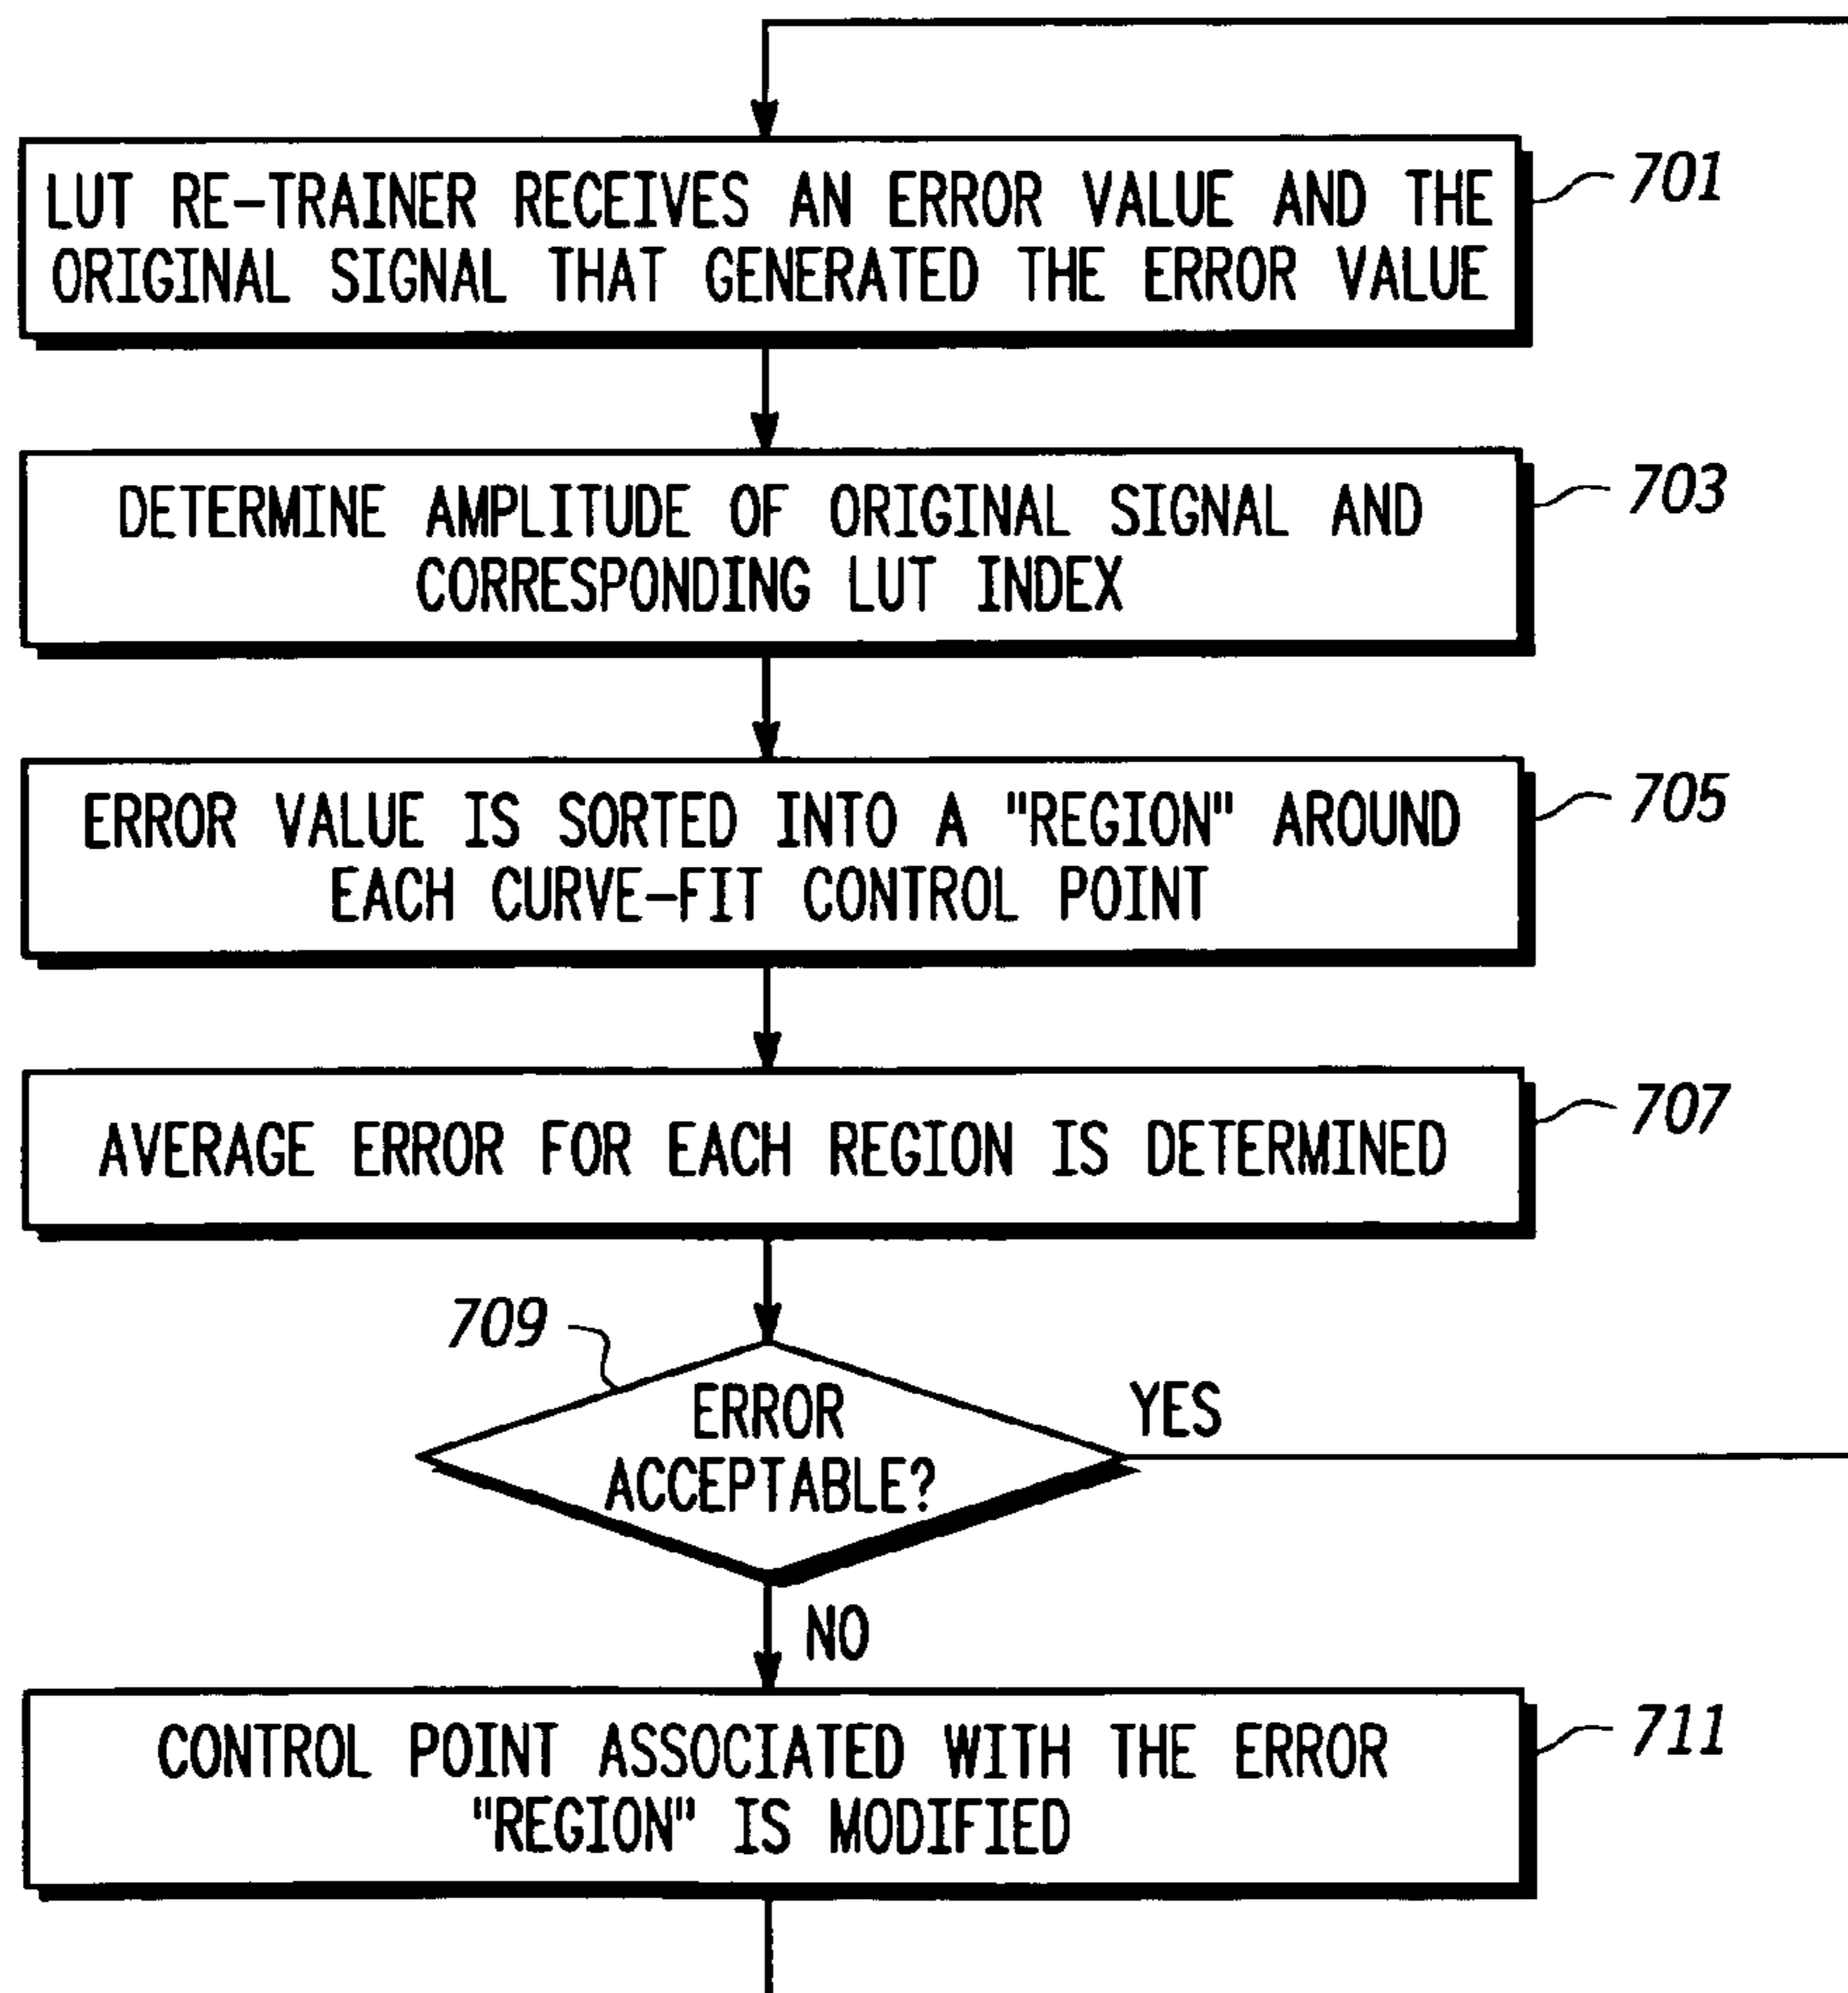 LUT RE-TRAINER RECEIVES AN ERROR VALUE AND THE
ORIGINAL SIGNAL THAT GENERATED THE ERROR VALUE
701
DETERMINE AMPLITUDE OF ORIGINAL SIGNAL AND
CORRESPONDING LUT INDEX
703
ERROR VALUE IS SORTED INTO A "REGION" AROUND
EACH CURVE-FIT CONTROL POINT
705
AVERAGE ERROR FOR EACH REGION IS DETERMINED
707
709
ERROR
ACCEPTABLE?
YES
NO
CONTROL POINT ASSOCIATED WITH THE ERROR
"REGION" IS MODIFIED
711